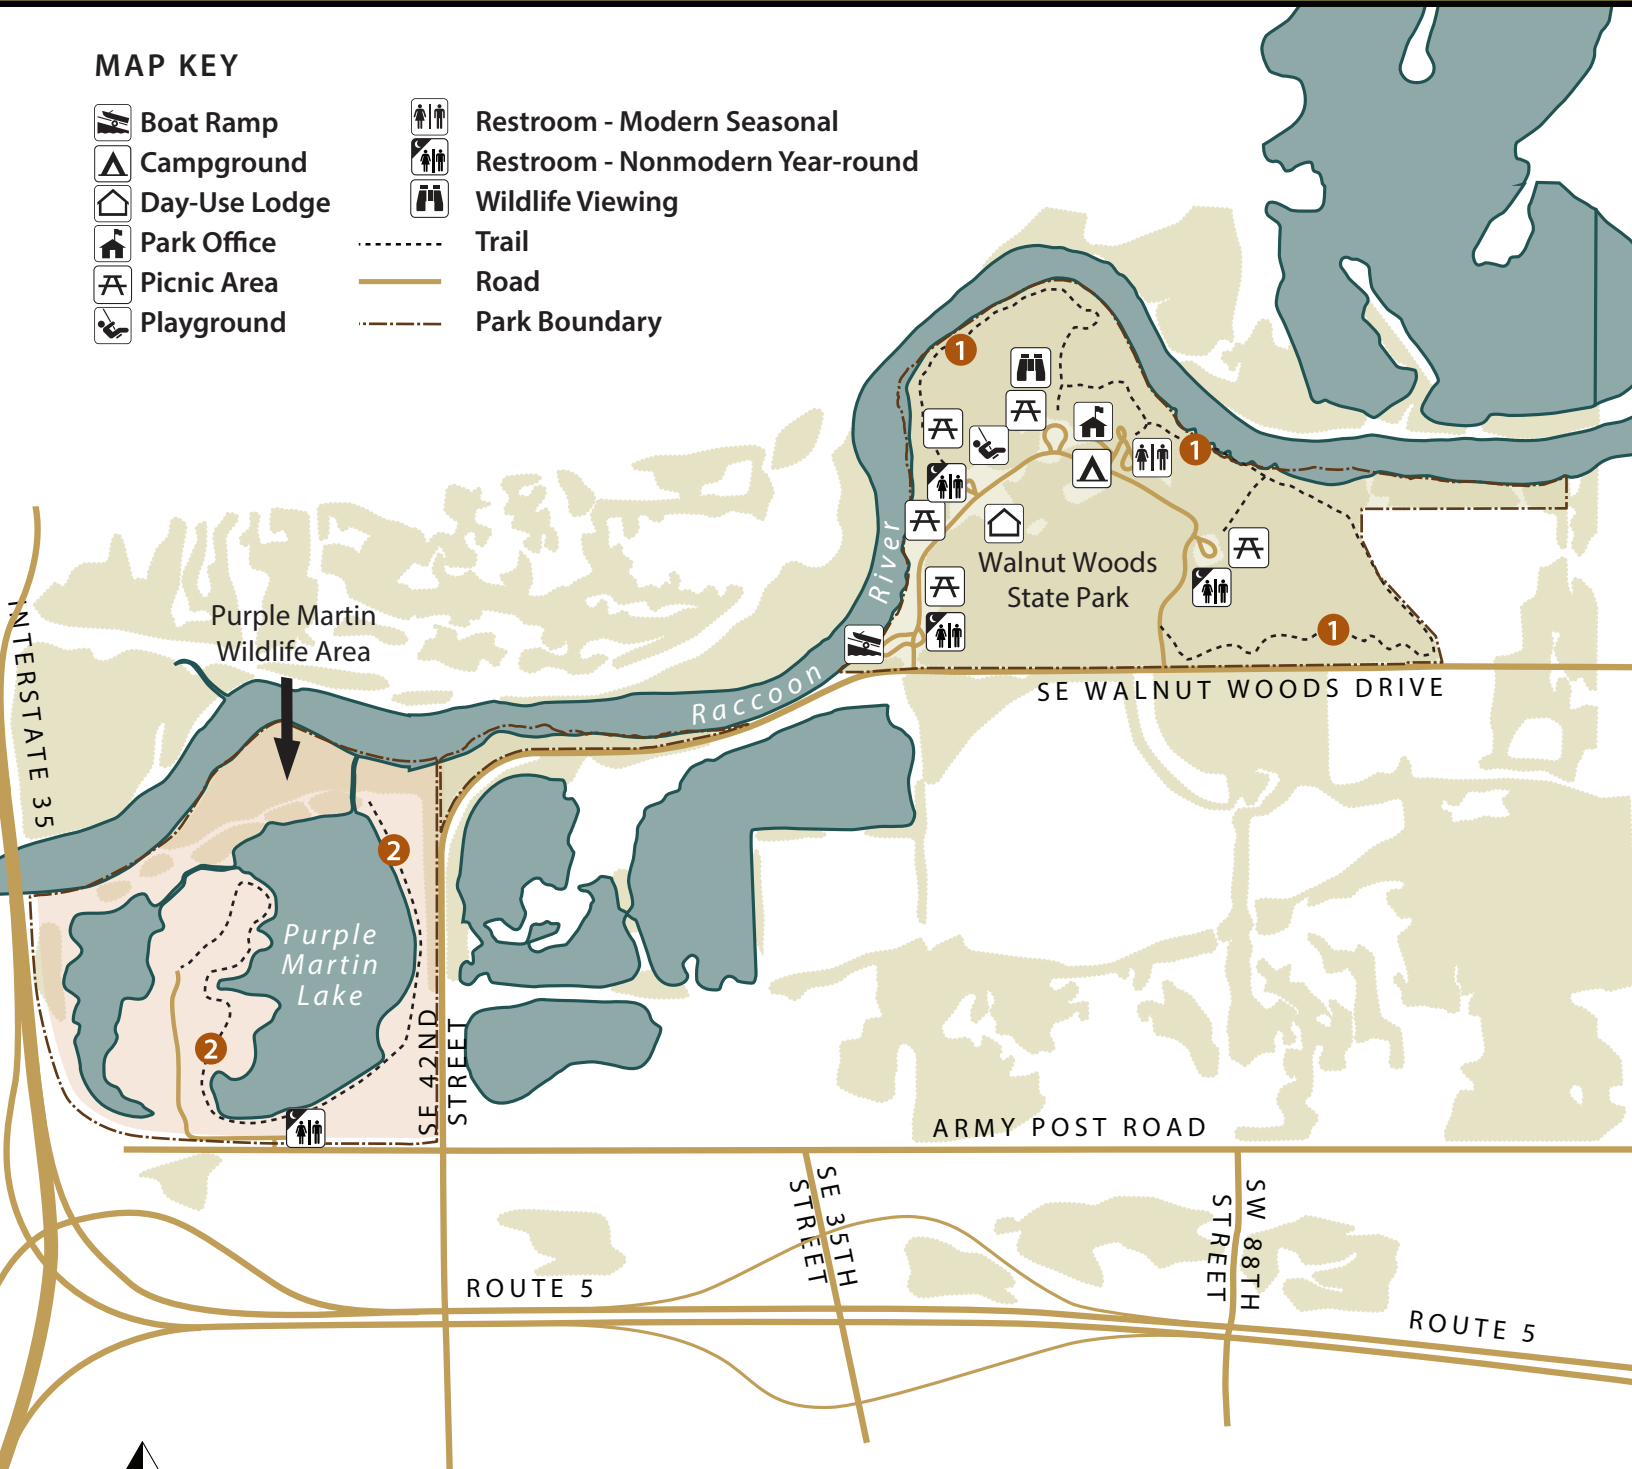 MAP KEY
Boat Ramp
Campground
Day-Use Lodge
Park Office
Picnic Area
Playground
Restroom - Modern Seasonal
Restroom - Nonmodern Year-round
Wildlife Viewing
Trail
Road
Park Boundary
1
1
1
Walnut Woods
State Park
Raccoon River
SE WALNUT WOODS DRIVE
Purple Martin
Wildlife Area
INTERSTATE 35
2
Purple
Martin
Lake
2
SE 42ND
STREET
ARMY POST ROAD
SE 35TH
STREET
SW 88TH
STREET
ROUTE 5
ROUTE 5